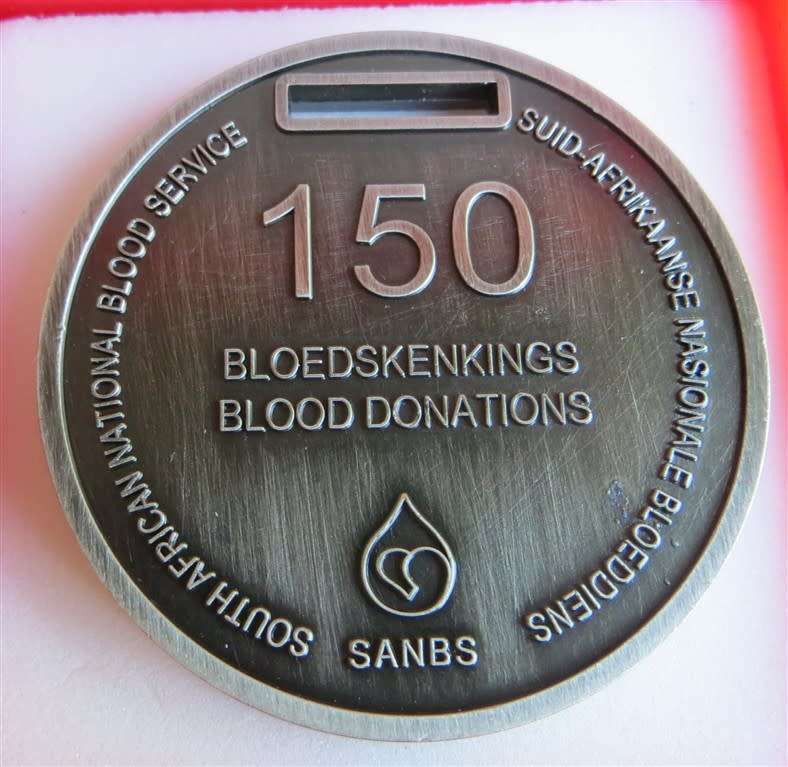 150
BLOEDSKENKINGS
BLOOD DONATIONS
SANBS
SOUTH AFRICAN NATIONAL BLOOD SERVICE
SUID-AFRIKAANSE NASIONALE BLOEDDIENS